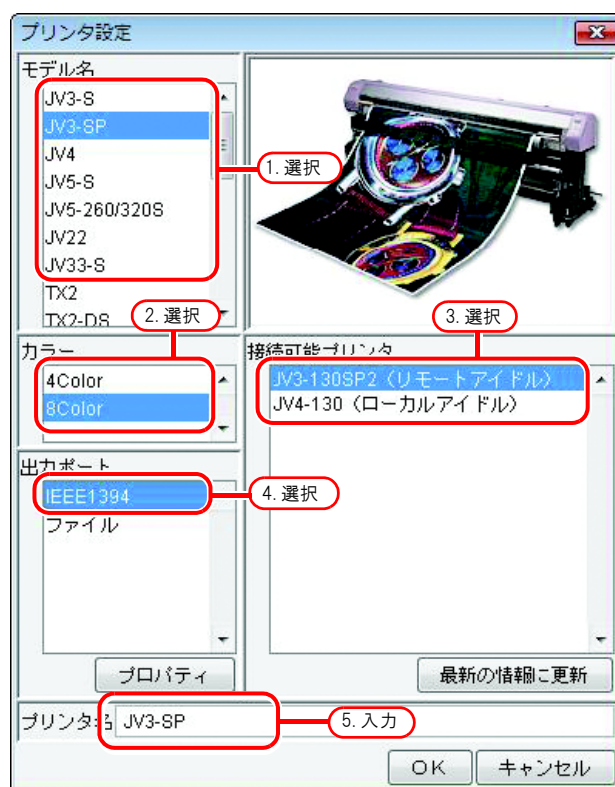 プリンタ設定
モデル名
JV3-S
JV3-SP
JV4
JV5-S
JV5-260/320S
JV22
JV33-S
TX2
TX2-DS
1. 選択
2. 選択
カラー
4Color
8Color
3. 選択
接続可能プリンタ
JV3-130SP2（リモートアイドル）
JV4-130（ローカルアイドル）
出力ポート
IEEE1394
ファイル
4. 選択
プロパティ
最新の情報に更新
プリンタ名 JV3-SP
5. 入力
OK
キャンセル